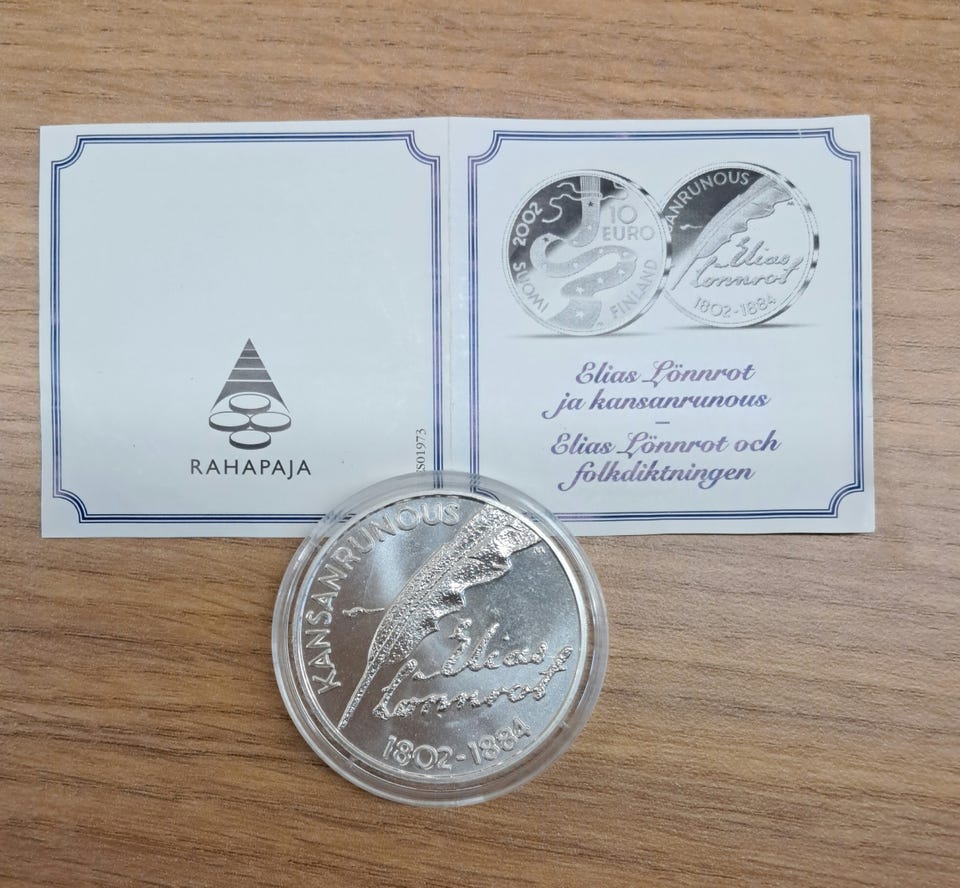 RAHAPAJA
S01973
2002
10
EURO
SUOMI
FINLAND
ANRUNOUS
Elias
Lönnrot
1802-1884
Elias Lönnrot
ja kansanrunous
–
Elias Lönnrot och
folkdiktningen
KANSANRUNOUS
Elias
Lönnrot
1802-1884